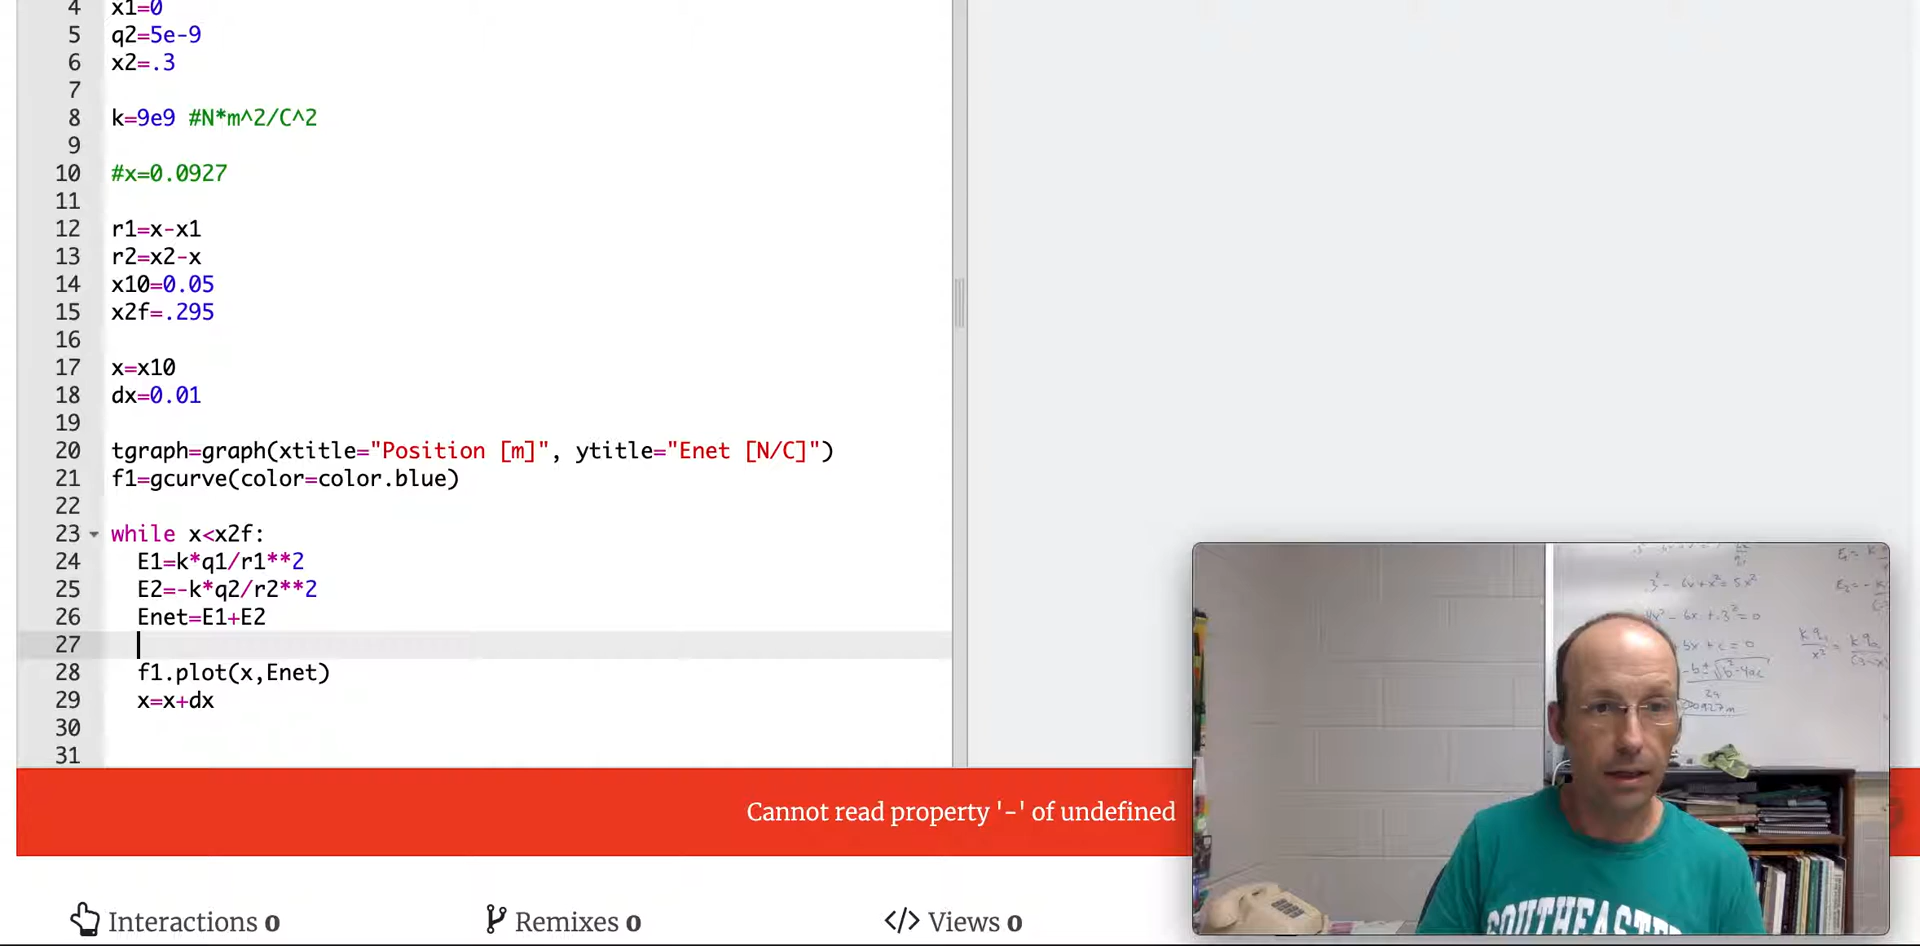 4 x1=0
5 q2=5e-9
6 x2=.3
7
8 k=9e9 #N*m^2/C^2
9
10 #x=0.0927
11
12 r1=x-x1
13 r2=x2-x
14 x10=0.05
15 x2f=.295
16
17 x=x10
18 dx=0.01
19
20 tgraph=graph(xtitle="Position [m]", ytitle="Enet [N/C]")
21 f1=gcurve(color=color.blue)
22
23 while x<x2f:
24 E1=k*q1/r1**2
25 E2=-k*q2/r2**2
26 Enet=E1+E2
27
28 f1.plot(x,Enet)
29 x=x+dx
30
31
Cannot read property '-' of undefined
Interactions 0
Remixes 0
</> Views 0